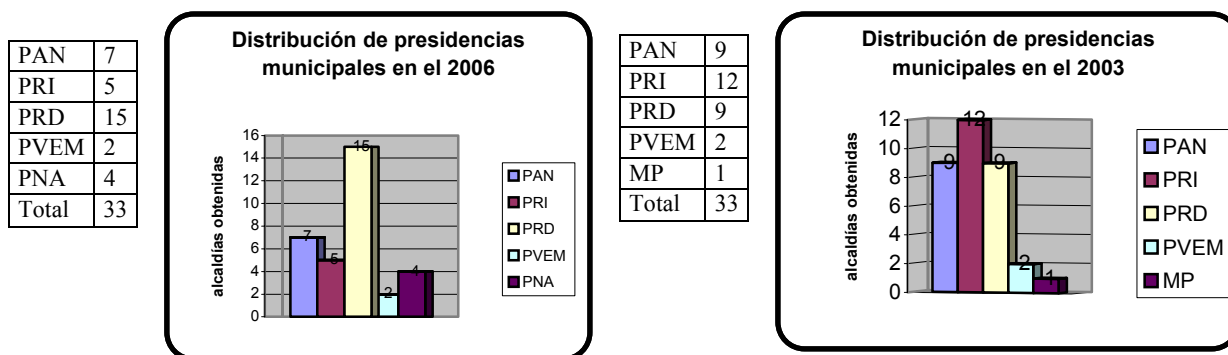 PAN 7
PRI 5
PRD 15
PVEM 2
PNA 4
Total 33
Distribución de presidencias
municipales en el 2006
alcaldías obtenidas
16
14
12
10
8
6
4
2
0
7
5
15
2
4
PAN
PRI
PRD
PVEM
PNA
PAN 9
PRI 12
PRD 9
PVEM 2
MP 1
Total 33
Distribución de presidencias
municipales en el 2003
alcaldías obtenidas
12
10
8
6
4
2
0
9
12
9
2
1
PAN
PRI
PRD
PVEM
MP